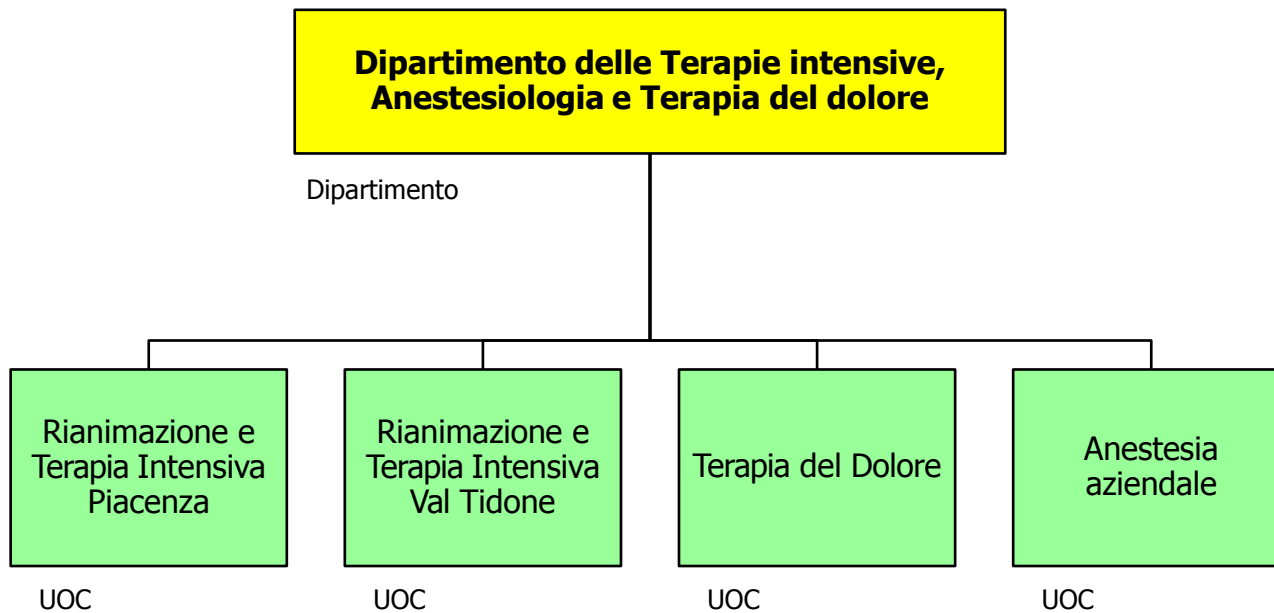 Dipartimento delle Terapie intensive,
Anestesiologia e Terapia del dolore
Dipartimento
Rianimazione e
Terapia Intensiva
Piacenza
UOC
Rianimazione e
Terapia Intensiva
Val Tidone
UOC
Terapia del Dolore
UOC
Anestesia
aziendale
UOC